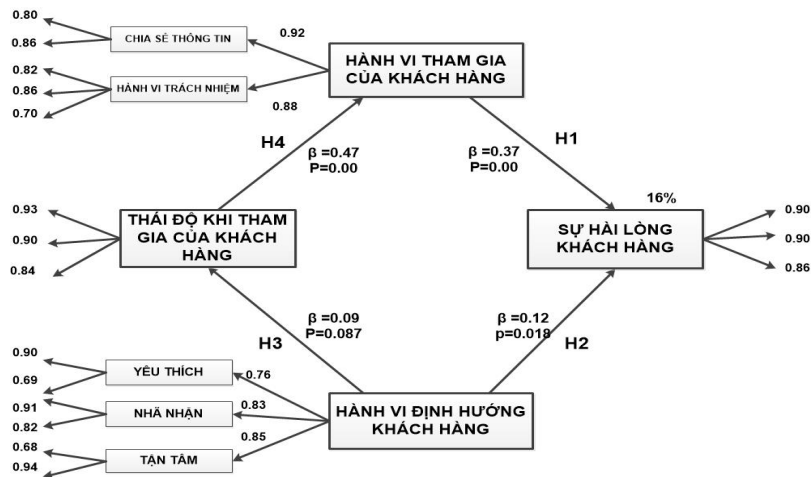 0.80
0.86
CHIA SẺ THÔNG TIN
0.92
HÀNH VI THAM GIA
CỦA KHÁCH HÀNG
0.82
0.86
0.70
HÀNH VI TRÁCH NHIỆM
0.88
H4
β =0.47
P=0.00
β =0.37
P=0.00
H1
0.93
0.90
0.84
THÁI ĐỘ KHI THAM
GIA CỦA KHÁCH
HÀNG
16%
SỰ HÀI LÒNG
KHÁCH HÀNG
0.90
0.90
0.86
H3
β =0.09
P=0.087
β =0.12
p=0.018
H2
0.90
0.69
YÊU THÍCH
0.76
0.91
0.82
NHÃ NHẬN
0.83
HÀNH VI ĐỊNH HƯỚNG
KHÁCH HÀNG
0.68
0.94
TẬN TÂM
0.85